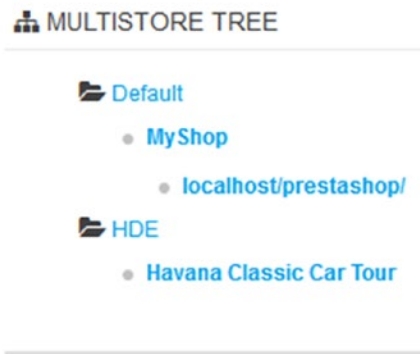 MULTISTORE TREE
Default
MyShop
localhost/prestashop/
HDE
Havana Classic Car Tour